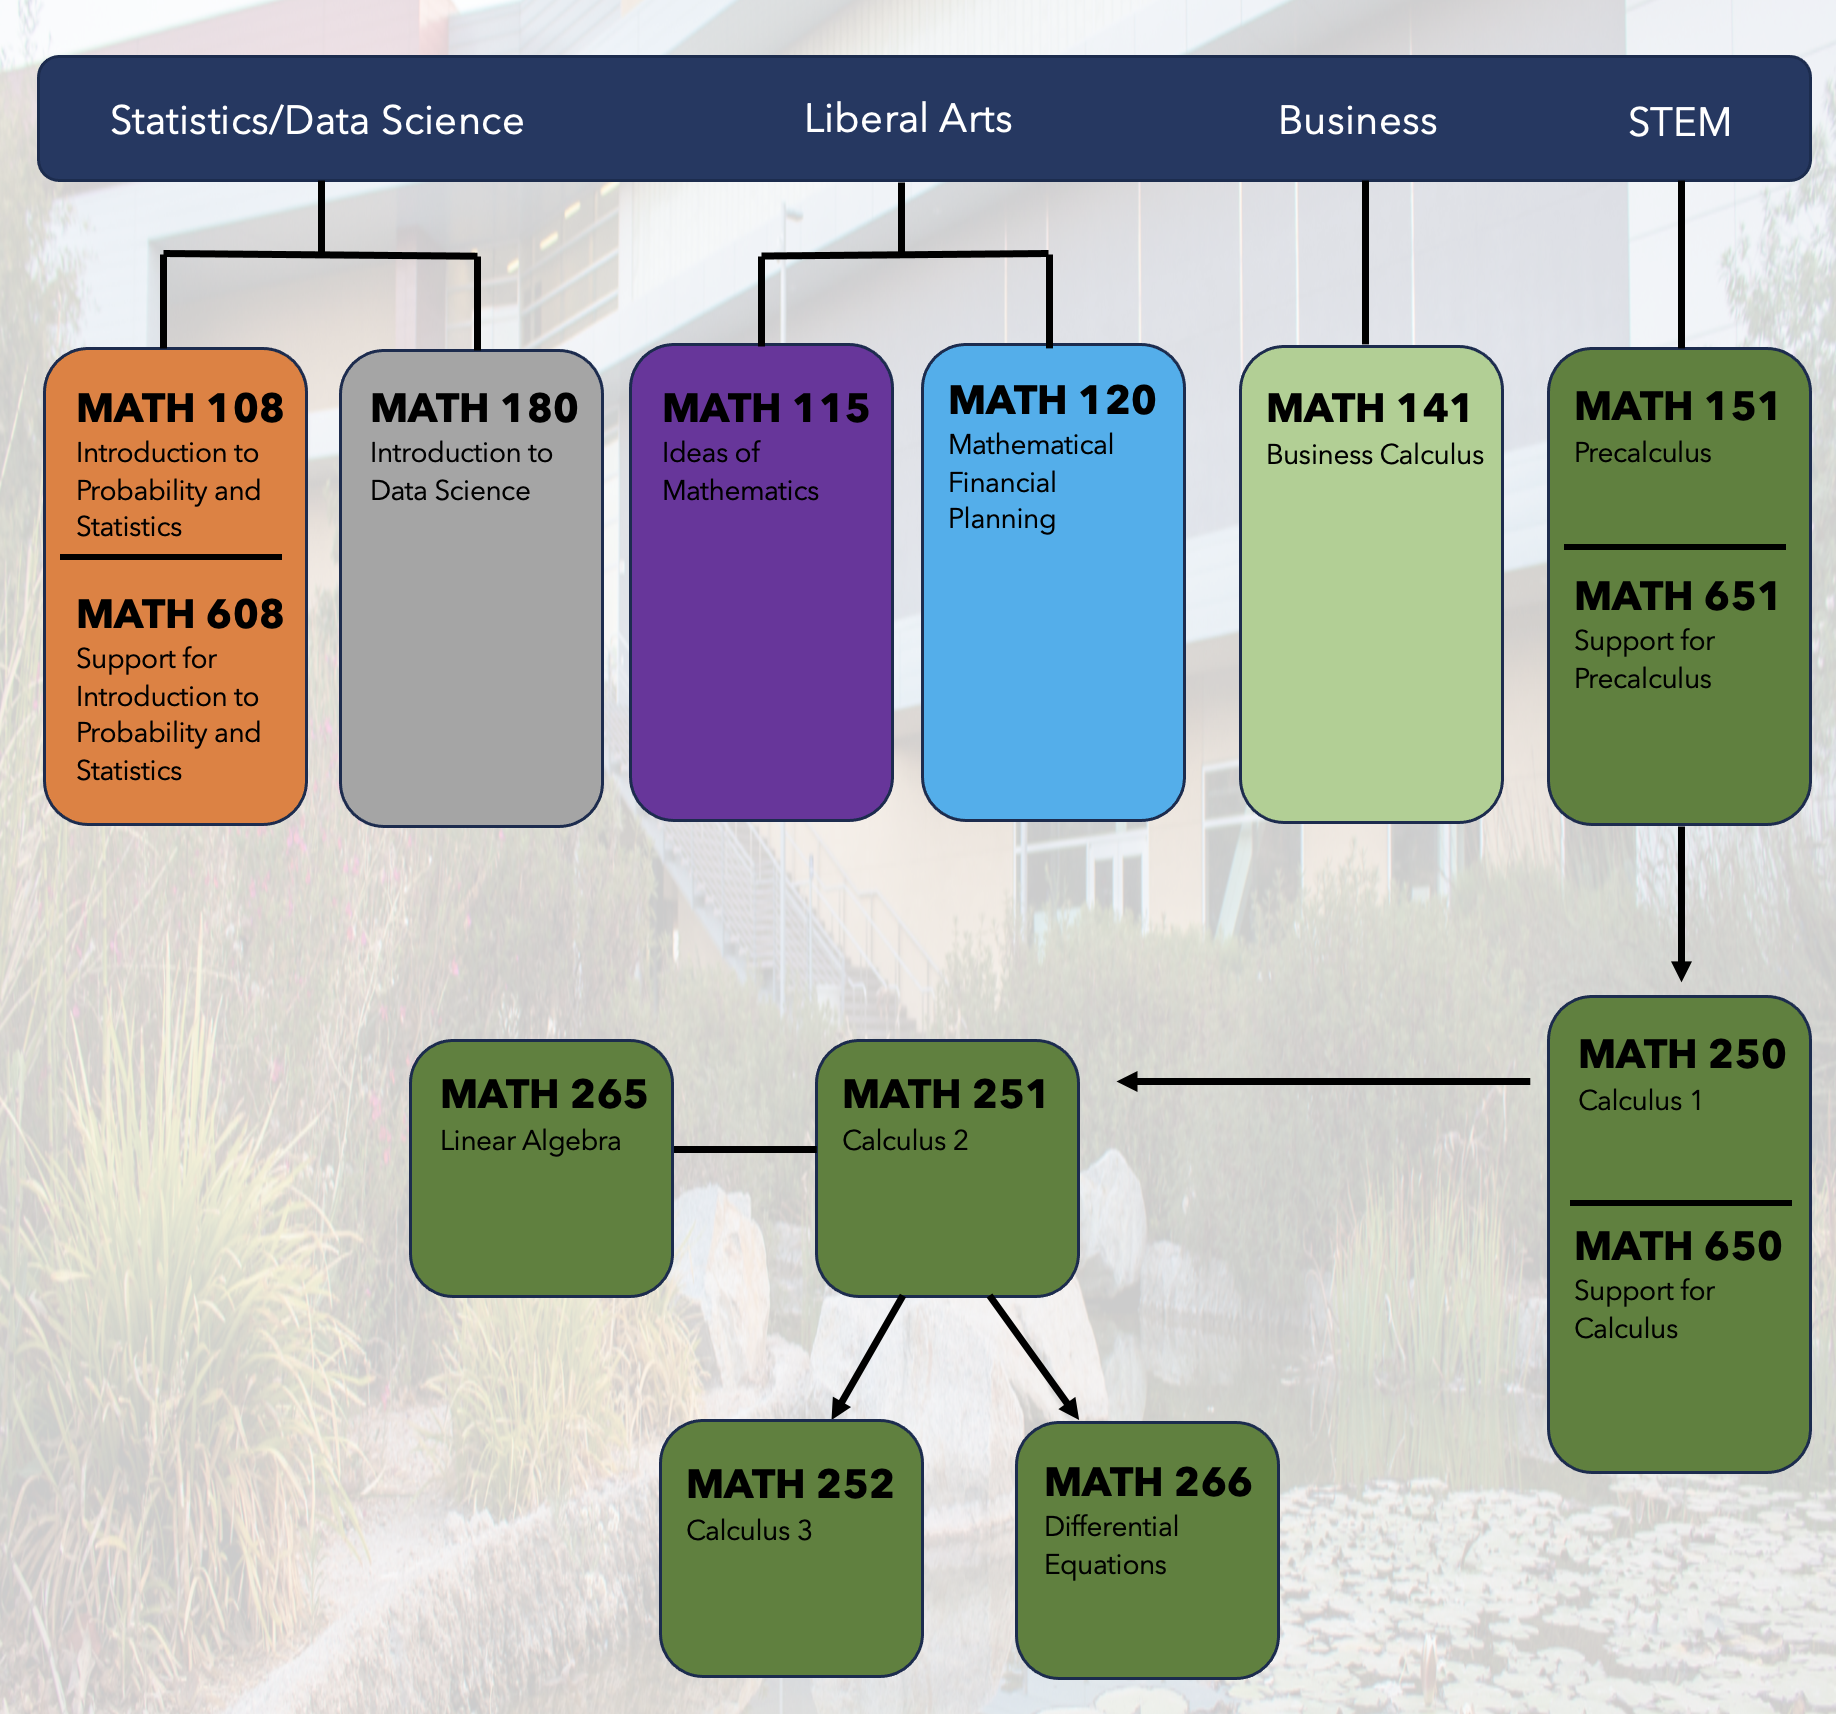 Statistics/Data Science
Liberal Arts
Business
STEM
MATH 108
Introduction to
Probability and
Statistics
MATH 608
Support for
Introduction to
Probability and
Statistics
MATH 180
Introduction to
Data Science
MATH 115
Ideas of
Mathematics
MATH 120
Mathematical
Financial
Planning
MATH 141
Business Calculus
MATH 151
Precalculus
MATH 651
Support for
Precalculus
MATH 250
Calculus 1
MATH 650
Support for
Calculus
MATH 251
Calculus 2
MATH 265
Linear Algebra
MATH 252
Calculus 3
MATH 266
Differential
Equations